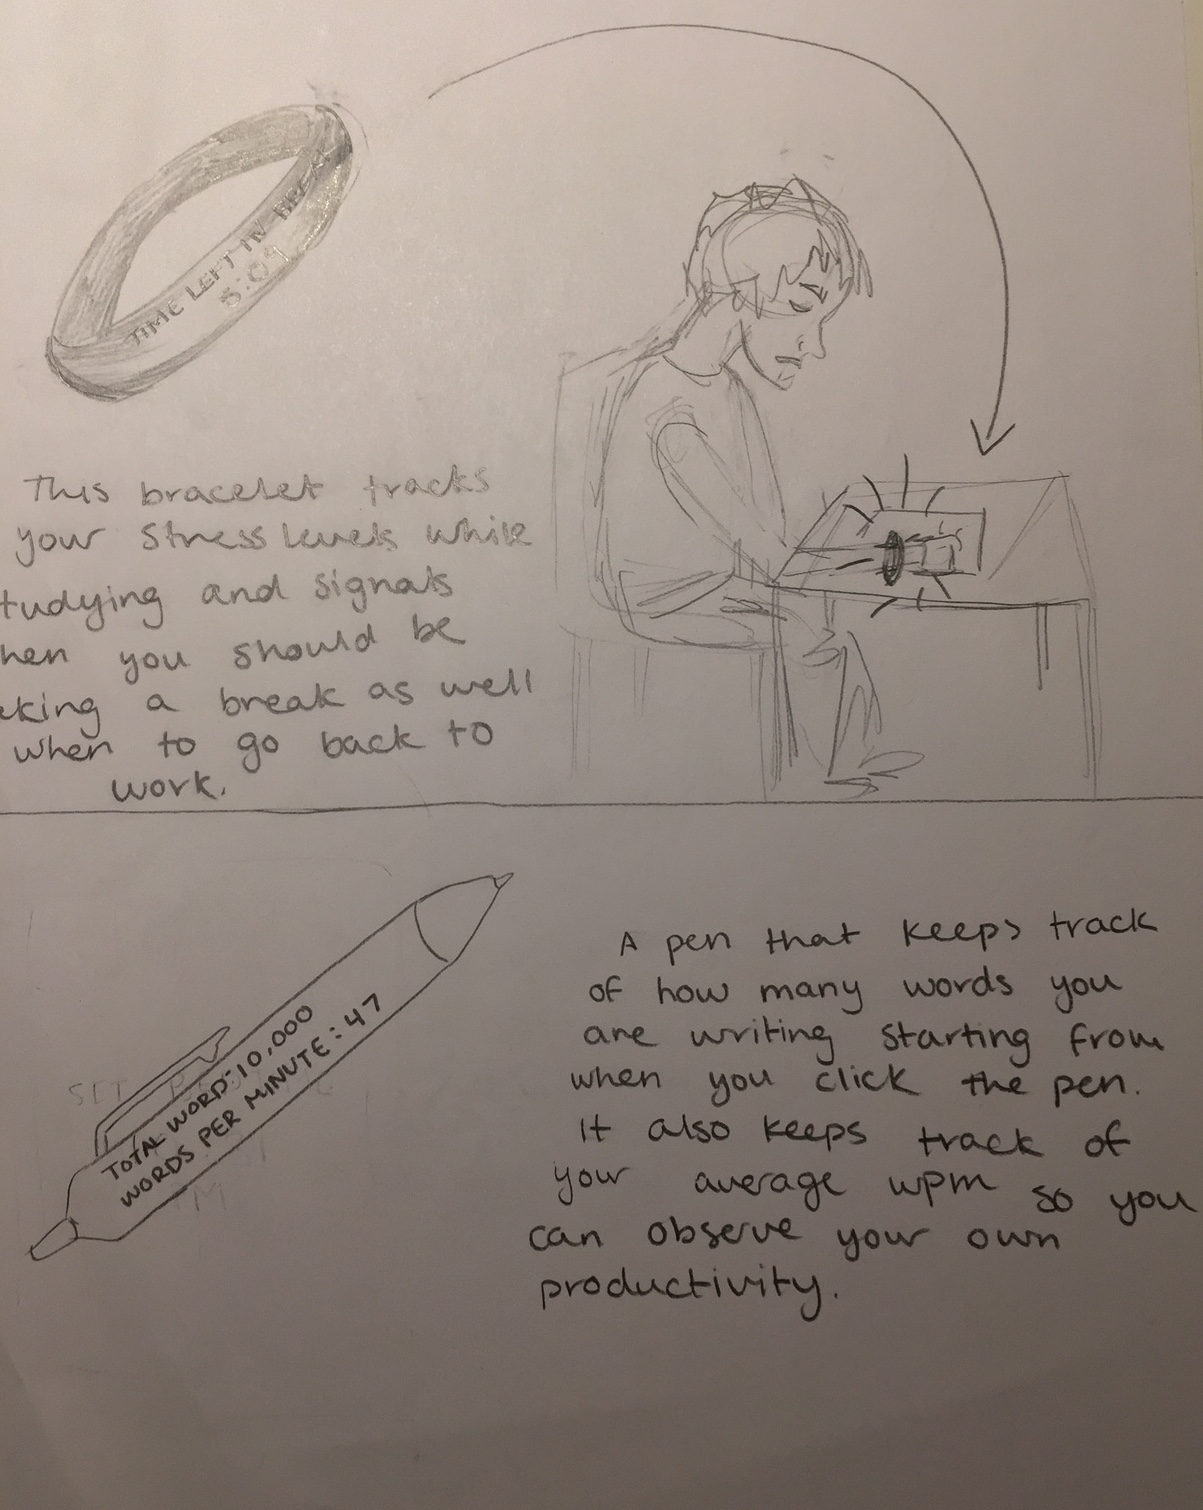 TIME LEFT IN BREAK
5:09
This bracelet tracks
your stress levels while
tudying and signals
hen you should be
king a break as well
when to go back to
work.
TOTAL WORD:10,000
WORDS PER MINUTE:47
A pen that keeps track
of how many words you
are writing starting from
when you click the pen.
It also keeps track of
your average wpm so you
can observe your own
productivity.